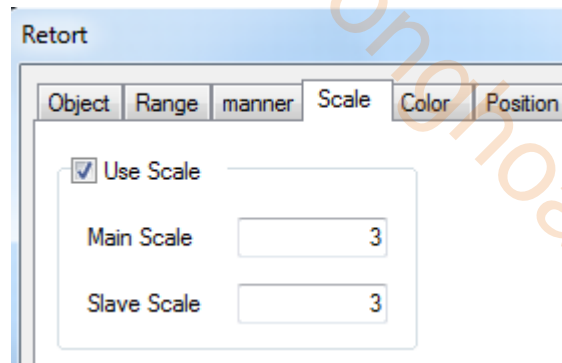 Retort
Object Range manner Scale Color Position
Use Scale
Main Scale 3
Slave Scale 3